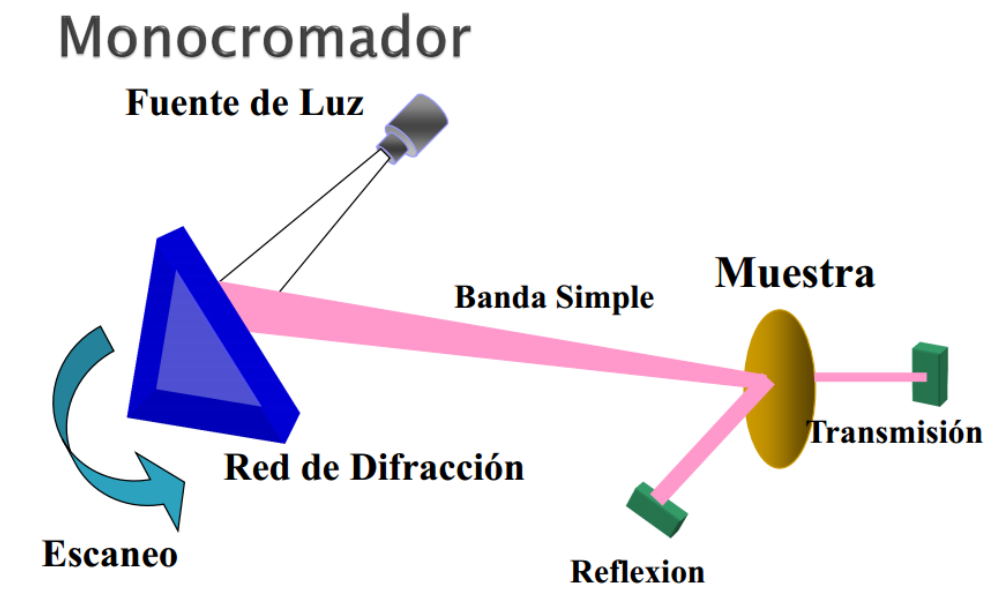 Monocromador
Fuente de Luz
Muestra
Banda Simple
Transmisión
Red de Difracción
Escaneo
Reflexion